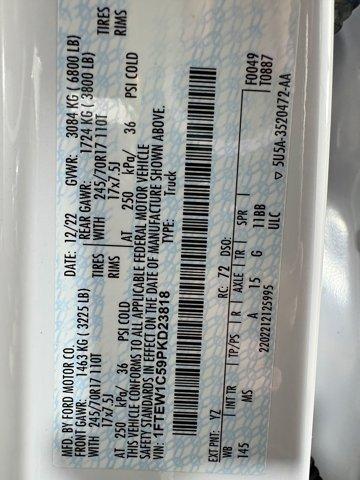 MFD. BY FORD MOTOR CO. DATE: 12/22 GVWR: 3084 KG ( 6800 LB)
FRONT GAWR: 1463 KG ( 3225 LB) REAR GAWR: 1724 KG ( 3800 LB)
WITH 245/70R17 110T TIRES WITH 245/70R17 110T TIRES
17x7.5J RIMS 17x7.5J RIMS
AT 250 kPa/ 36 PSI COLD AT 250 kPa/ 36 PSI COLD
THIS VEHICLE CONFORMS TO ALL APPLICABLE FEDERAL MOTOR VEHICLE
SAFETY STANDARDS IN EFFECT ON THE DATE OF MANUFACTURE SHOWN ABOVE.
VIN: 1FTEW1C59PKD23818 TYPE: Truck
F0049
T0887
EXT PNT: YZ RC: 72 DSO:
WB INT TR TP/PS R AXLE TR SPR
145 MS A 15 G 11BB
ULC
2202212125995
▽ 5U5A-3520472-AA